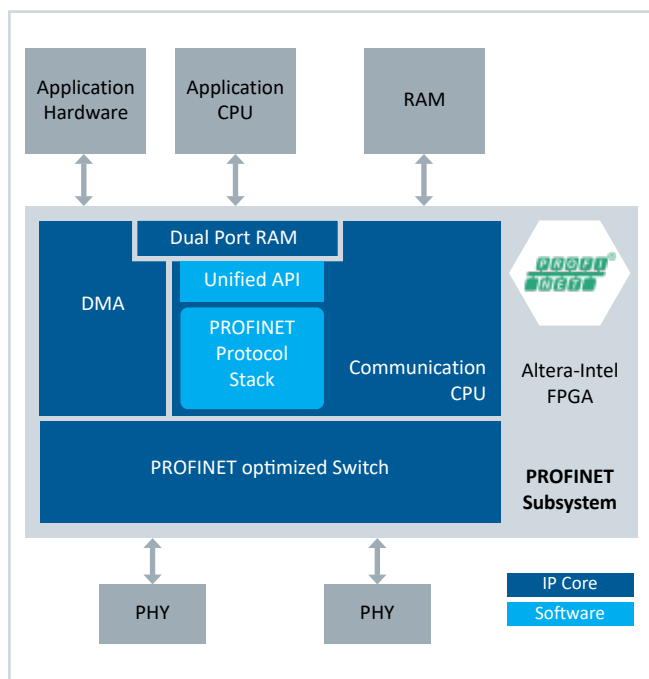 Application
Hardware
Application
CPU
RAM
Dual Port RAM
Unified API
DMA
PROFINET
Protocol
Stack
Communication
CPU
PROFI
NET
®
Altera-Intel
FPGA
PROFINET optimized Switch
PROFINET
Subsystem
PHY
PHY
IP Core
Software